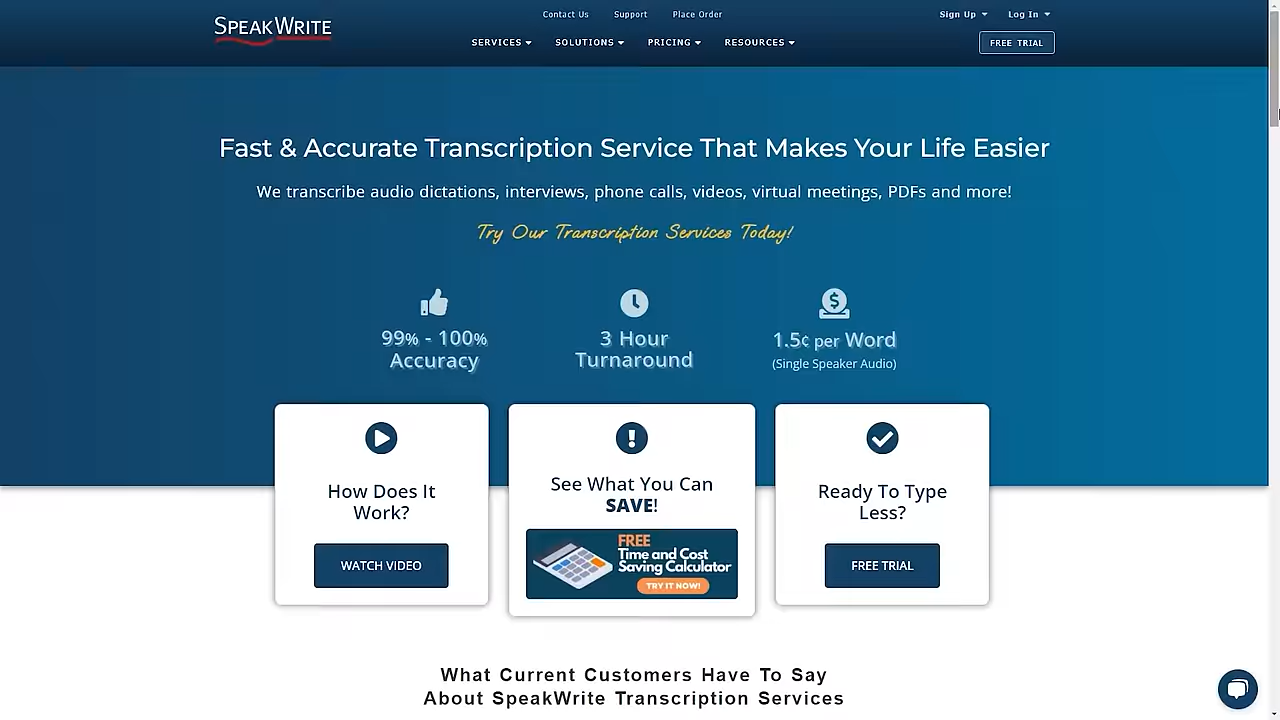 SPEAKWRITE
Contact Us Support Place Order
Sign Up Log In
SERVICES SOLUTIONS PRICING RESOURCES
FREE TRIAL
Fast & Accurate Transcription Service That Makes Your Life Easier
We transcribe audio dictations, interviews, phone calls, videos, virtual meetings, PDFs and more!
Try Our Transcription Services Today!
99% - 100%
Accuracy
3 Hour
Turnaround
1.5¢ per Word
(Single Speaker Audio)
How Does It
Work?
WATCH VIDEO
See What You Can
SAVE!
FREE
Time and Cost
Saving Calculator
TRY IT NOW!
Ready To Type
Less?
FREE TRIAL
What Current Customers Have To Say
About SpeakWrite Transcription Services